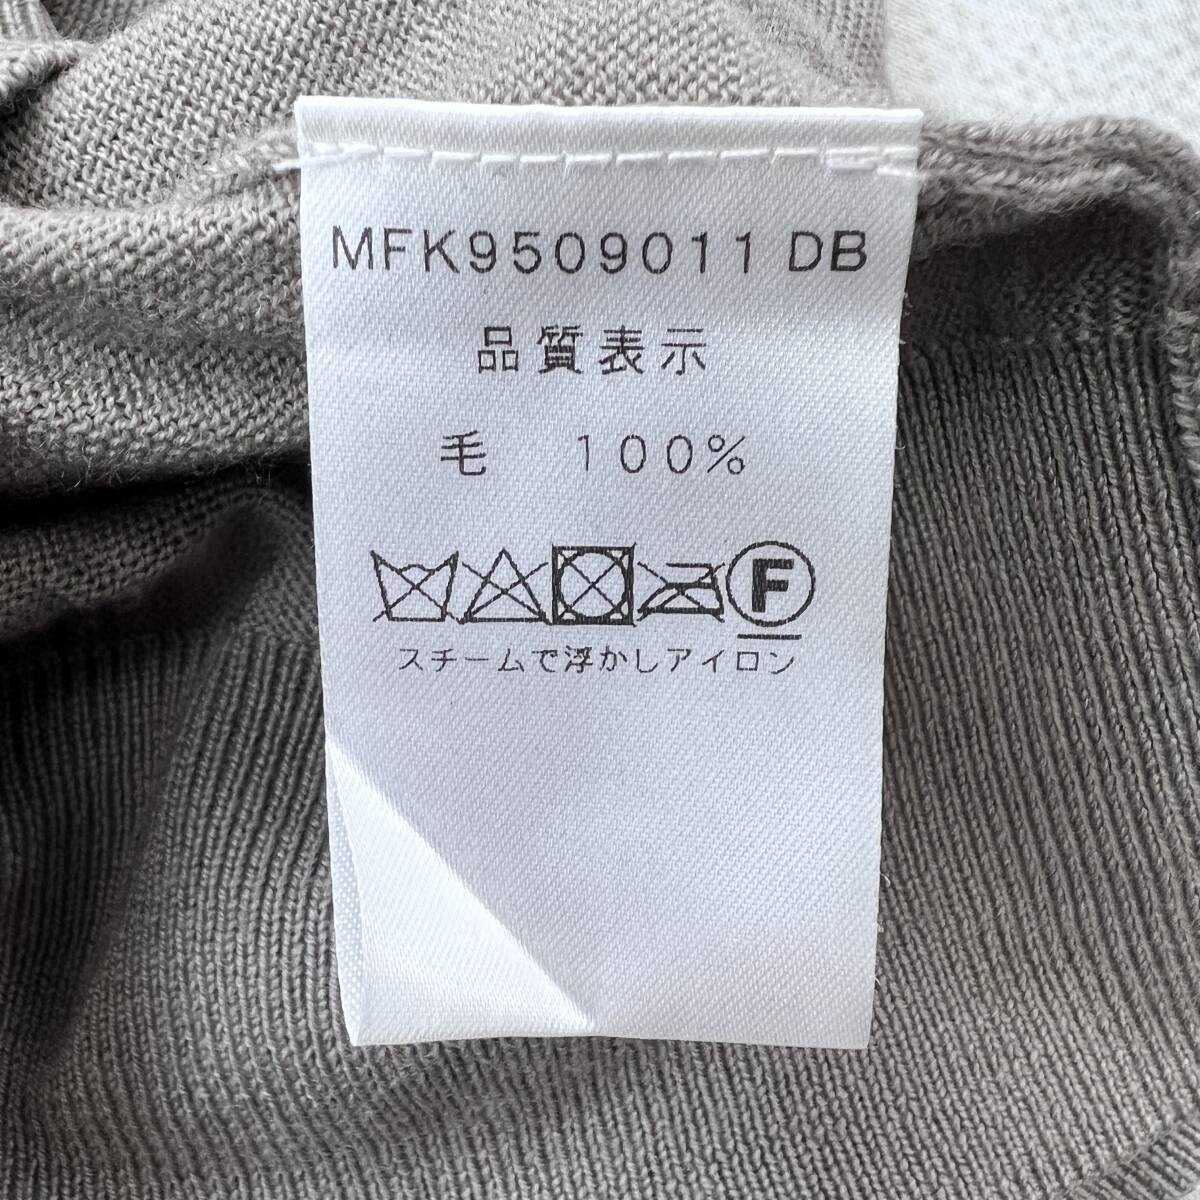 MFK9509011 DB
品質表示
毛 100%
F
スチームで浮かしアイロン